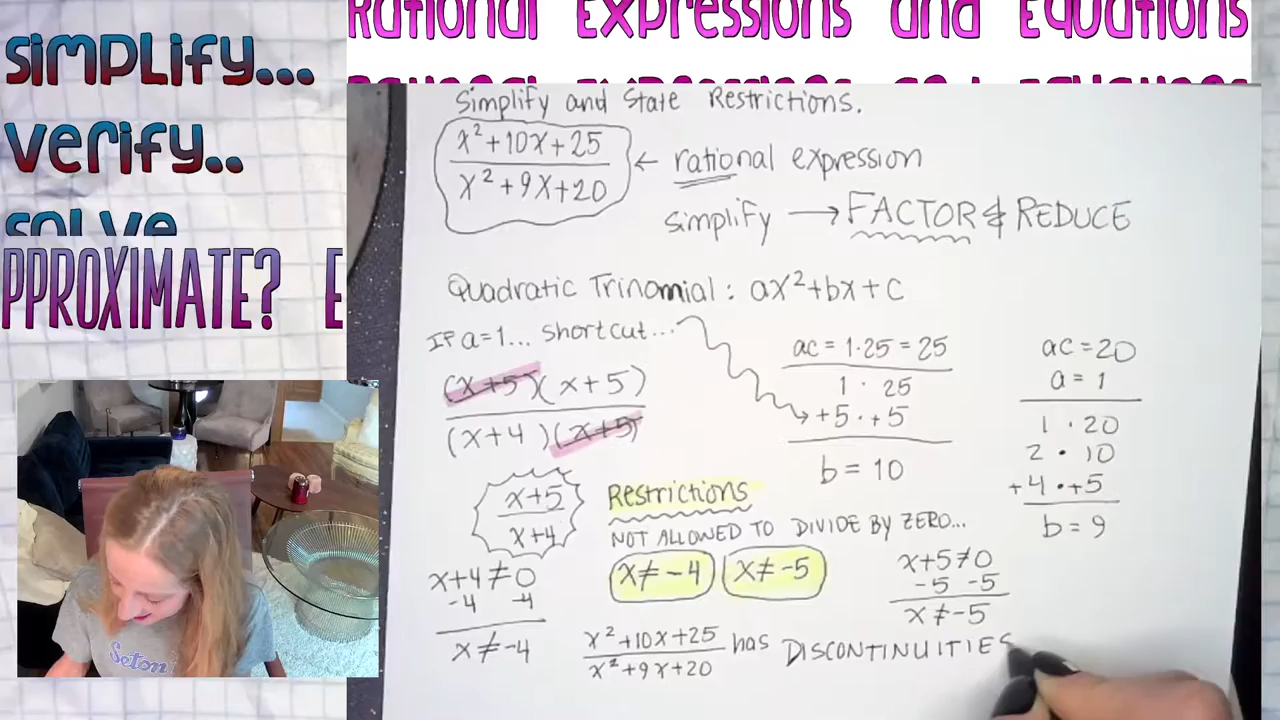 Rational Expressions and Equations
Simplify...
verify..
solve
PPROXIMATE? E
Simplify and State Restrictions.
x²+10x+25
x²+9x+20
← rational expression
simplify → FACTOR & REDUCE
Quadratic Trinomial: ax²+bx+c
IF a=1... shortcut...
(x+5)(x+5)
(x+4)(x+5)
ac = 1·25 = 25
1 · 25
+5·+5
b = 10
ac = 20
a = 1
1 · 20
2 · 10
+4·+5
b = 9
x+5
x+4
Restrictions
NOT ALLOWED TO DIVIDE BY ZERO...
x≠-4 x≠-5
x+4≠0
-4 -4
x≠-4
x+5≠0
-5 -5
x≠-5
x²+10x+25
x²+9x+20
has DISCONTINUITIES
Seton